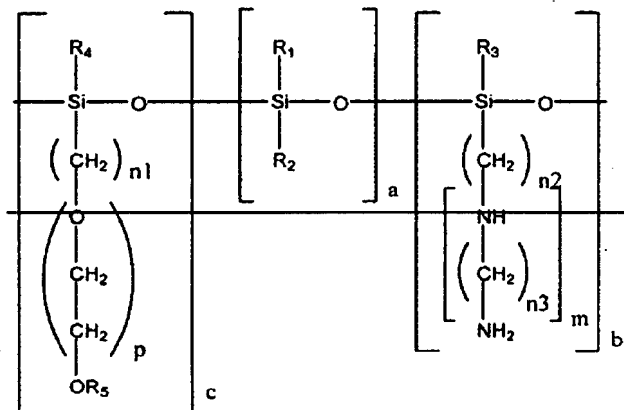 R₄ R₁ R₃
Si O Si O Si O
CH₂ n1 R₂ CH₂ n2
a
O NH
CH₂ CH₂ n3
CH₂ p NH₂ m
b
OR₅ c